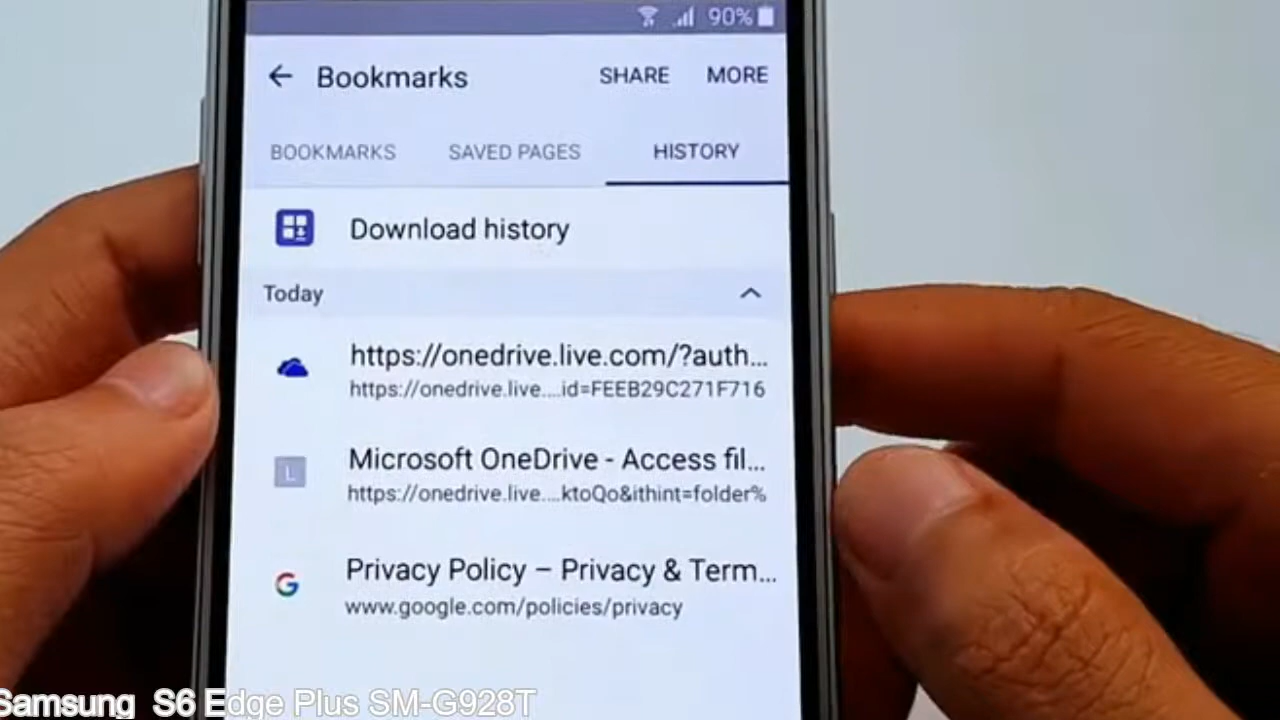 90%
Bookmarks SHARE MORE
BOOKMARKS SAVED PAGES HISTORY
Download history
Today
https://onedrive.live.com/?auth...
https://onedrive.live....id=FEEB29C271F716
L
Microsoft OneDrive - Access fil...
https://onedrive.live....ktoQo&ithint=folder%
Privacy Policy – Privacy & Term...
www.google.com/policies/privacy
Samsung S6 Edge Plus SM-G928T